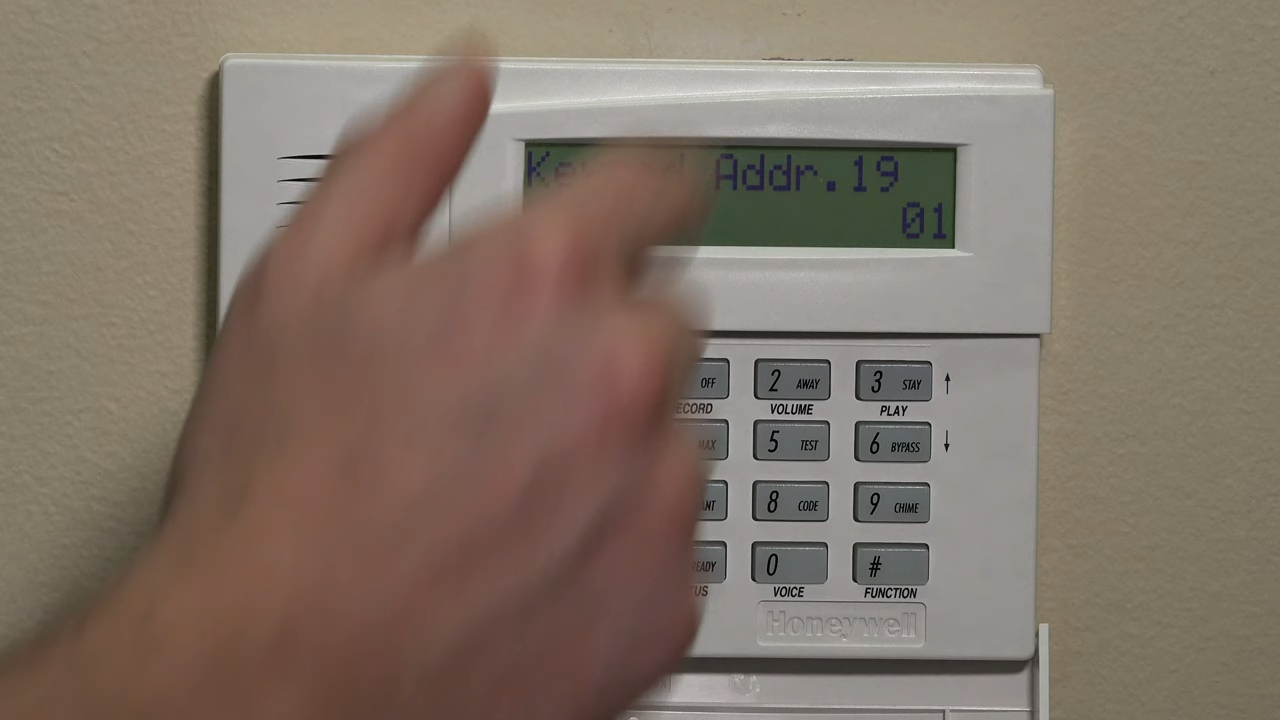 Addr.19
01
OFF 2 AWAY 3 STAY ↑
VOLUME PLAY
5 TEST 6 BYPASS ↓
8 CODE 9 CHIME
0 #
VOICE FUNCTION
Honeywell